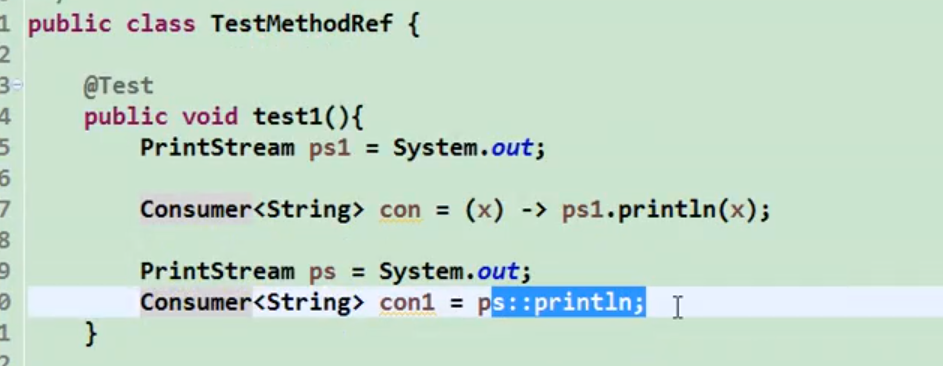 1 public class TestMethodRef {
2
3 @Test
4 public void test1(){
5 PrintStream ps1 = System.out;
6
7 Consumer<String> con = (x) -> ps1.println(x);
8
9 PrintStream ps = System.out;
0 Consumer<String> con1 = ps::println;
1 }
2